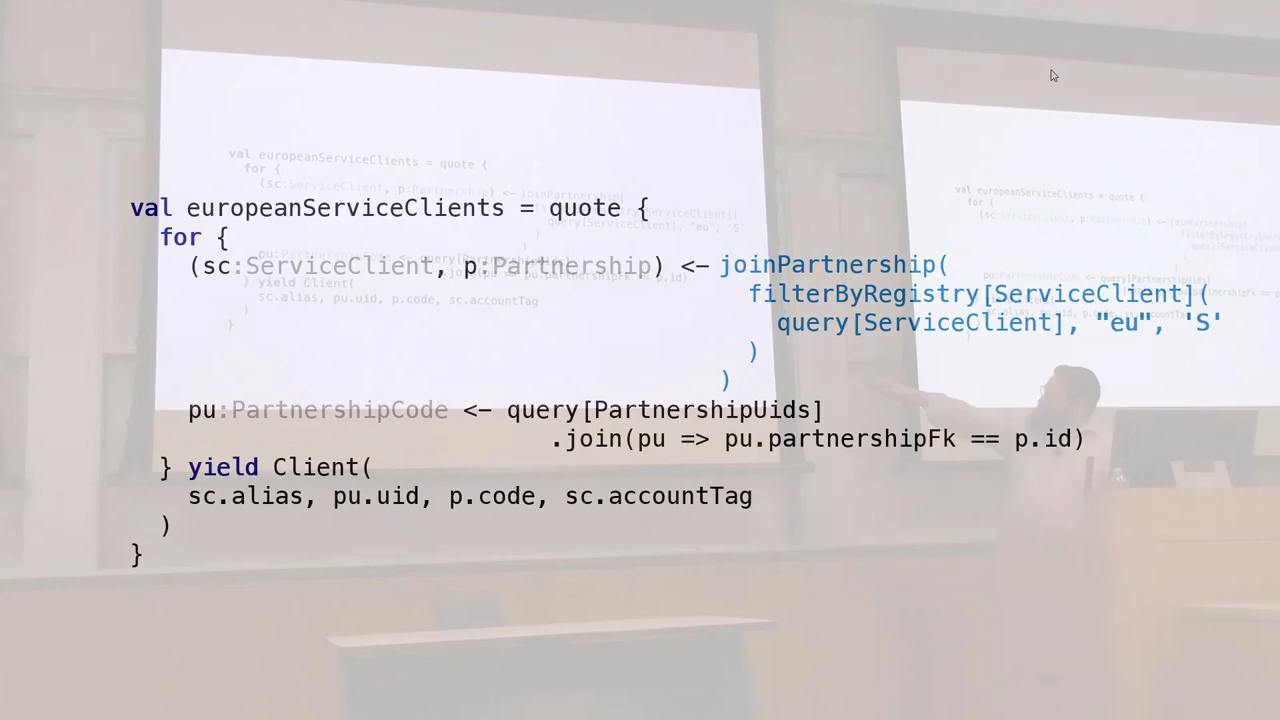 val europeanServiceClients = quote {
  for {
    (sc:ServiceClient, p:Partnership) <- joinPartnership(
                                           filterByRegistry[ServiceClient](
                                             query[ServiceClient], "eu", 'S'
                                           )
                                         )
    pu:PartnershipCode <- query[PartnershipUids]
                             .join(pu => pu.partnershipFk == p.id)
  } yield Client(
    sc.alias, pu.uid, p.code, sc.accountTag
  )
}